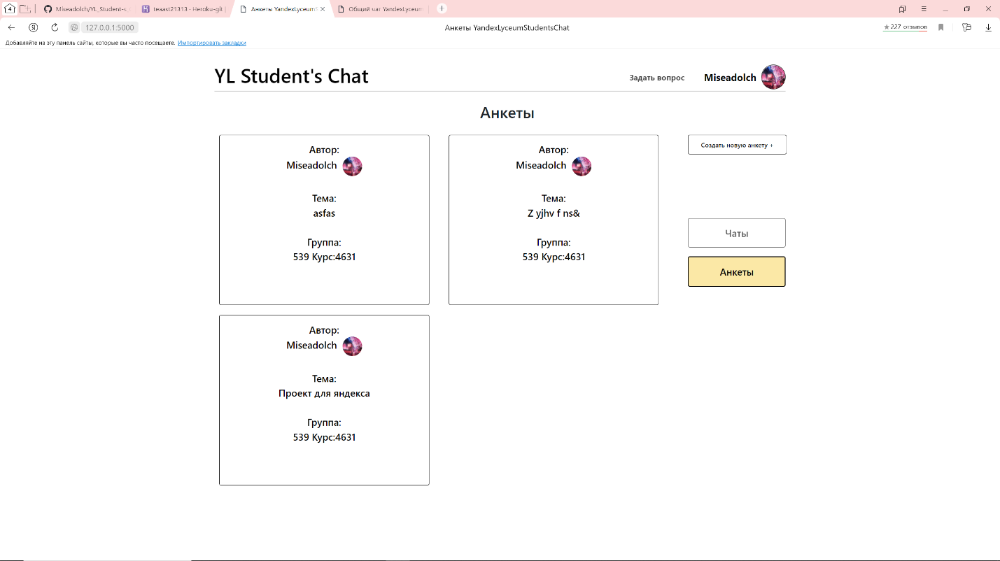 4
Miseadolch/YL_Student-s_
teaast21313 · Heroku-git |
Анкеты YandexLyceumS
Общий чат YandexLyceum
127.0.0.1:5000
Анкеты YandexLyceumStudentsChat
227 отзывов
Добавляйте на эту панель сайты, которые вы часто посещаете. Импортировать закладки
YL Student's Chat
Задать вопрос
Miseadolch
Анкеты
Автор:
Miseadolch
Тема:
asfas
Группа:
539 Курс:4631
Автор:
Miseadolch
Тема:
Z yjhv f ns&
Группа:
539 Курс:4631
Создать новую анкету +
Чаты
Анкеты
Автор:
Miseadolch
Тема:
Проект для яндекса
Группа:
539 Курс:4631